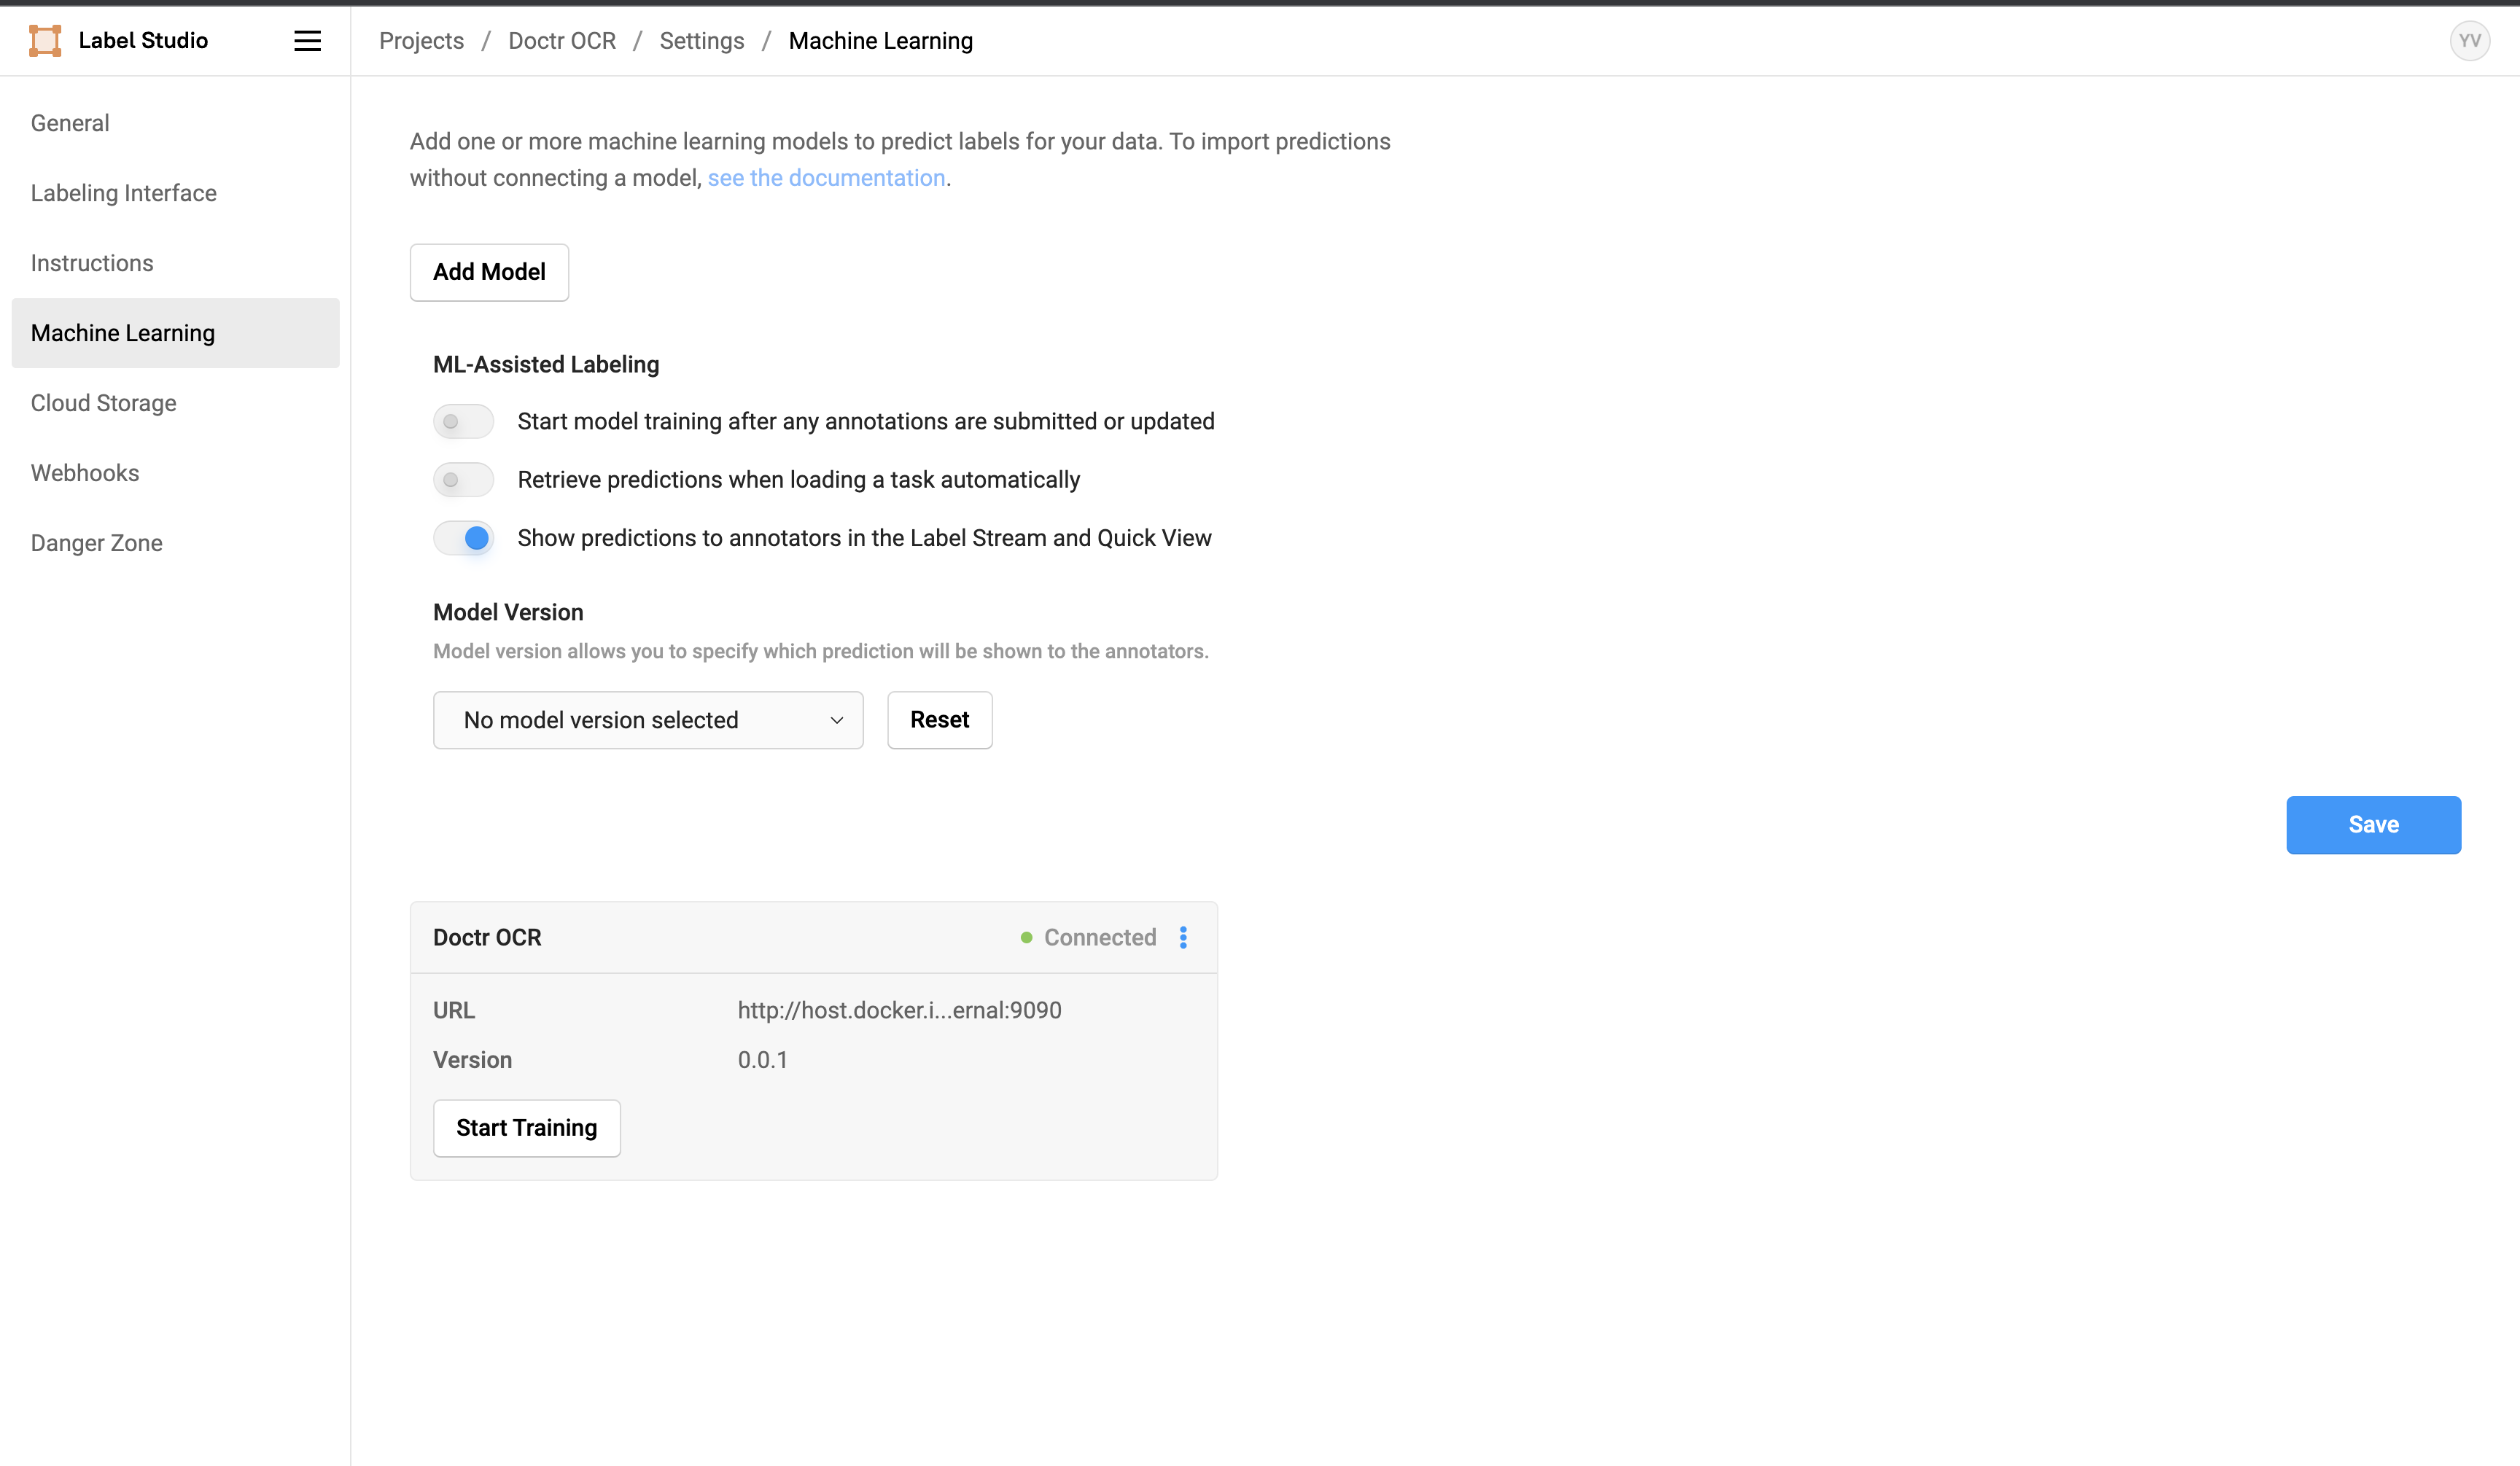 Label Studio
Projects / Doctr OCR / Settings / Machine Learning
YV
General
Labeling Interface
Instructions
Machine Learning
Cloud Storage
Webhooks
Danger Zone
Add one or more machine learning models to predict labels for your data. To import predictions
without connecting a model, see the documentation.
Add Model
ML-Assisted Labeling
Start model training after any annotations are submitted or updated
Retrieve predictions when loading a task automatically
Show predictions to annotators in the Label Stream and Quick View
Model Version
Model version allows you to specify which prediction will be shown to the annotators.
No model version selected
Reset
Save
Doctr OCR
Connected
URL http://host.docker.i...ernal:9090
Version 0.0.1
Start Training